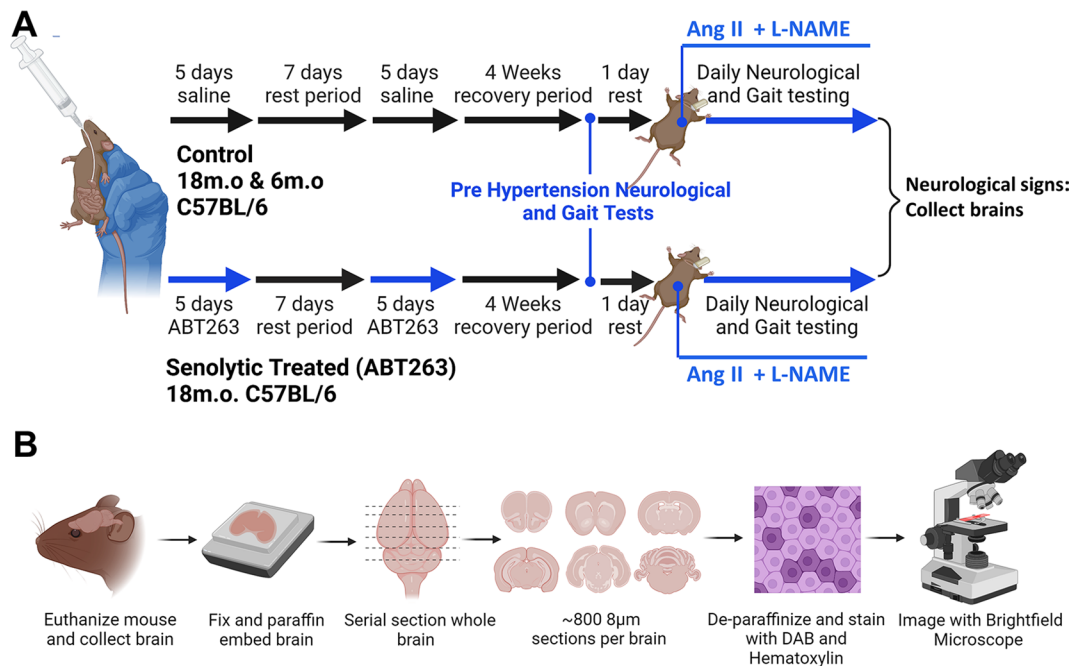 A
Ang II + L-NAME
5 days
saline
7 days
rest period
5 days
saline
4 Weeks
recovery period
1 day
rest
Daily Neurological
and Gait testing
Control
18m.o & 6m.o
C57BL/6
Pre Hypertension Neurological
and Gait Tests
Neurological signs:
Collect brains
5 days
ABT263
7 days
rest period
5 days
ABT263
4 Weeks
recovery period
1 day
rest
Daily Neurological
and Gait testing
Senolytic Treated (ABT263)
18m.o. C57BL/6
Ang II + L-NAME
B
Euthanize mouse
and collect brain
Fix and paraffin
embed brain
Serial section whole
brain
~800 8µm
sections per brain
De-paraffinize and stain
with DAB and
Hematoxylin
Image with Brightfield
Microscope